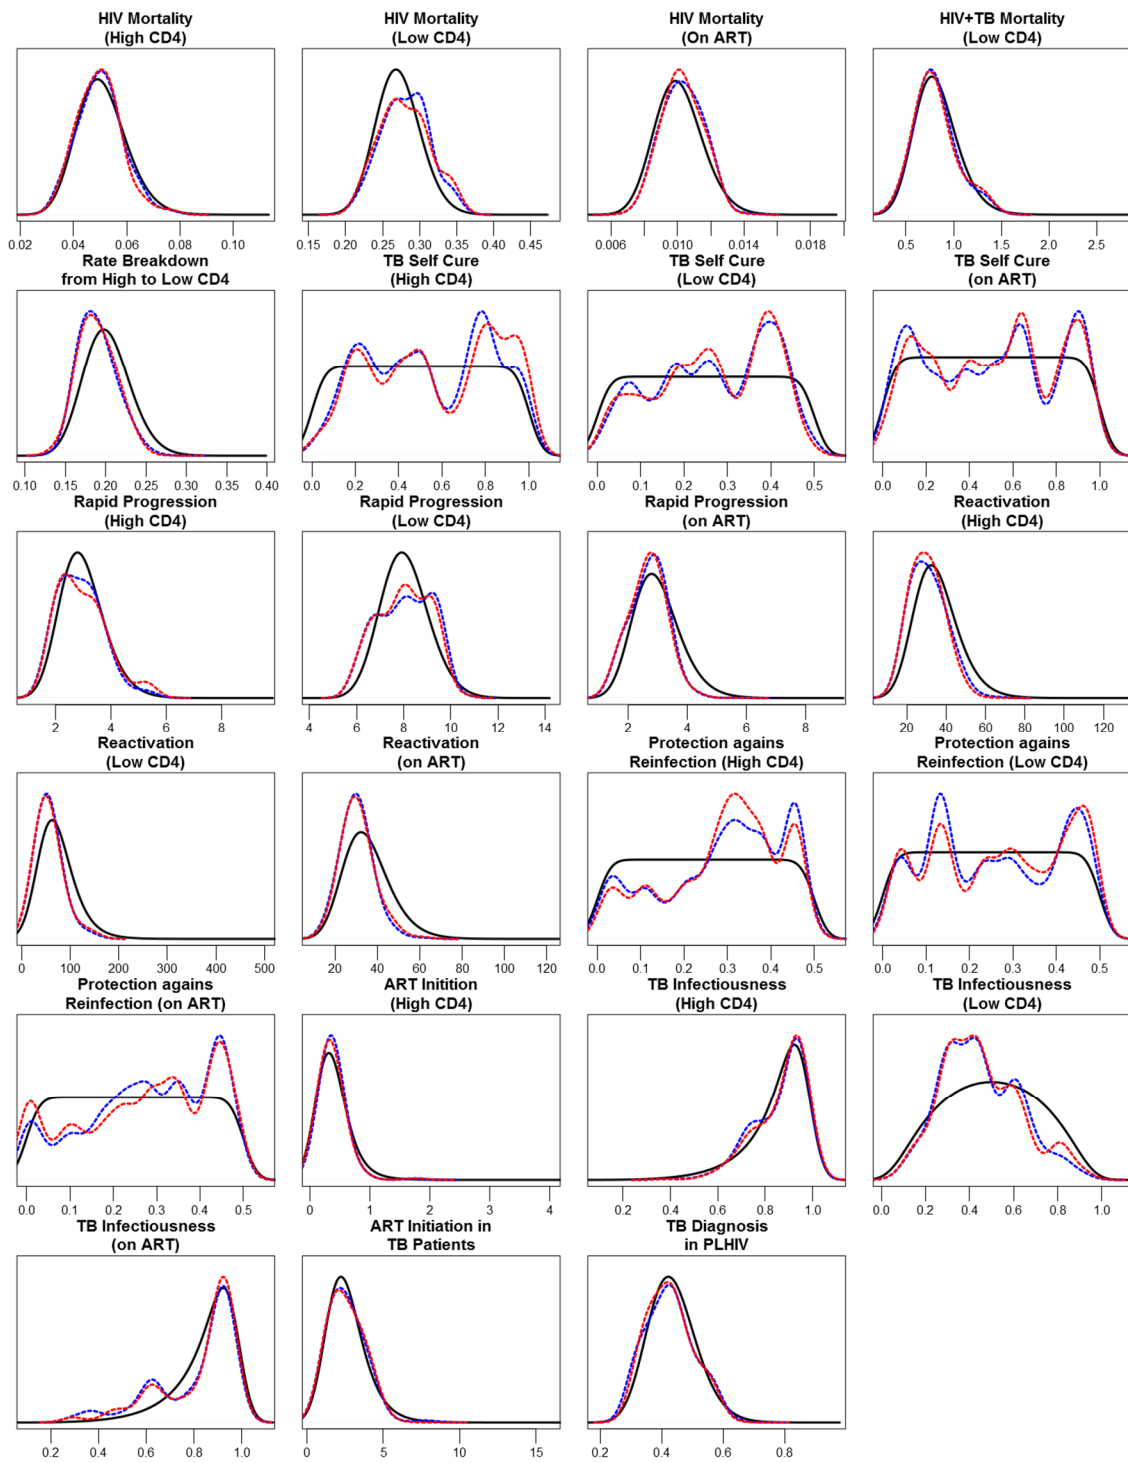 HIV Mortality
(High CD4)
HIV Mortality
(Low CD4)
HIV Mortality
(On ART)
HIV+TB Mortality
(Low CD4)
0.02 0.04 0.06 0.08 0.10
0.15 0.20 0.25 0.30 0.35 0.40 0.45
0.006 0.010 0.014 0.018
0.5 1.0 1.5 2.0 2.5
Rate Breakdown
from High to Low CD4
TB Self Cure
(High CD4)
TB Self Cure
(Low CD4)
TB Self Cure
(on ART)
0.10 0.15 0.20 0.25 0.30 0.35 0.40
0.0 0.2 0.4 0.6 0.8 1.0
0.0 0.1 0.2 0.3 0.4 0.5
0.0 0.2 0.4 0.6 0.8 1.0
Rapid Progression
(High CD4)
Rapid Progression
(Low CD4)
Rapid Progression
(on ART)
Reactivation
(High CD4)
2 4 6 8
4 6 8 10 12 14
2 4 6 8
20 40 60 80 100 120
Reactivation
(Low CD4)
Reactivation
(on ART)
Protection agains
Reinfection (High CD4)
Protection agains
Reinfection (Low CD4)
0 100 200 300 400 500
20 40 60 80 100 120
0.0 0.1 0.2 0.3 0.4 0.5
0.0 0.1 0.2 0.3 0.4 0.5
Protection agains
Reinfection (on ART)
ART Initition
(High CD4)
TB Infectiousness
(High CD4)
TB Infectiousness
(Low CD4)
0.0 0.1 0.2 0.3 0.4 0.5
0 1 2 3 4
0.2 0.4 0.6 0.8 1.0
0.0 0.2 0.4 0.6 0.8 1.0
TB Infectiousness
(on ART)
ART Initiation in
TB Patients
TB Diagnosis
in PLHIV
0.2 0.4 0.6 0.8 1.0
0 5 10 15
0.2 0.4 0.6 0.8